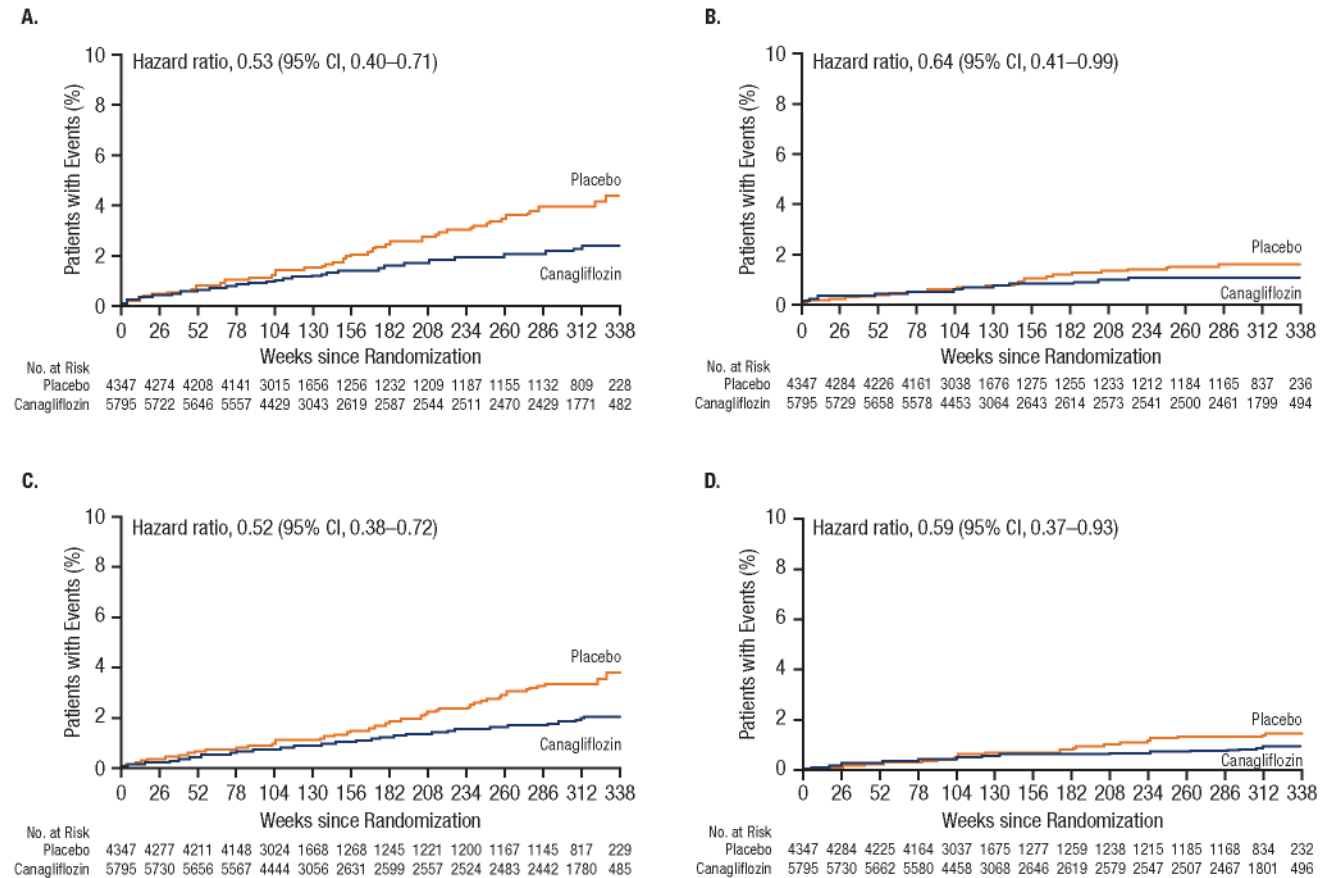 A.
Hazard ratio, 0.53 (95% CI, 0.40–0.71)
Patients with Events (%)
10
8
6
4
2
0
Placebo
Canagliflozin
0 26 52 78 104 130 156 182 208 234 260 286 312 338
Weeks since Randomization
No. at Risk
Placebo 4347 4274 4208 4141 3015 1656 1256 1232 1209 1187 1155 1132 809 228
Canagliflozin 5795 5722 5646 5557 4429 3043 2619 2587 2544 2511 2470 2429 1771 482
B.
Hazard ratio, 0.64 (95% CI, 0.41–0.99)
Patients with Events (%)
10
8
6
4
2
0
Placebo
Canagliflozin
0 26 52 78 104 130 156 182 208 234 260 286 312 338
Weeks since Randomization
No. at Risk
Placebo 4347 4284 4226 4161 3038 1676 1275 1255 1233 1212 1184 1165 837 236
Canagliflozin 5795 5729 5658 5578 4453 3064 2643 2614 2573 2541 2500 2461 1799 494
C.
Hazard ratio, 0.52 (95% CI, 0.38–0.72)
Patients with Events (%)
10
8
6
4
2
0
Placebo
Canagliflozin
0 26 52 78 104 130 156 182 208 234 260 286 312 338
Weeks since Randomization
No. at Risk
Placebo 4347 4277 4211 4148 3024 1668 1268 1245 1221 1200 1167 1145 817 229
Canagliflozin 5795 5730 5656 5567 4444 3056 2631 2599 2557 2524 2483 2442 1780 485
D.
Hazard ratio, 0.59 (95% CI, 0.37–0.93)
Patients with Events (%)
10
8
6
4
2
0
Placebo
Canagliflozin
0 26 52 78 104 130 156 182 208 234 260 286 312 338
Weeks since Randomization
No. at Risk
Placebo 4347 4284 4225 4164 3037 1675 1277 1259 1238 1215 1185 1168 834 232
Canagliflozin 5795 5730 5662 5580 4458 3068 2646 2619 2579 2547 2507 2467 1801 496